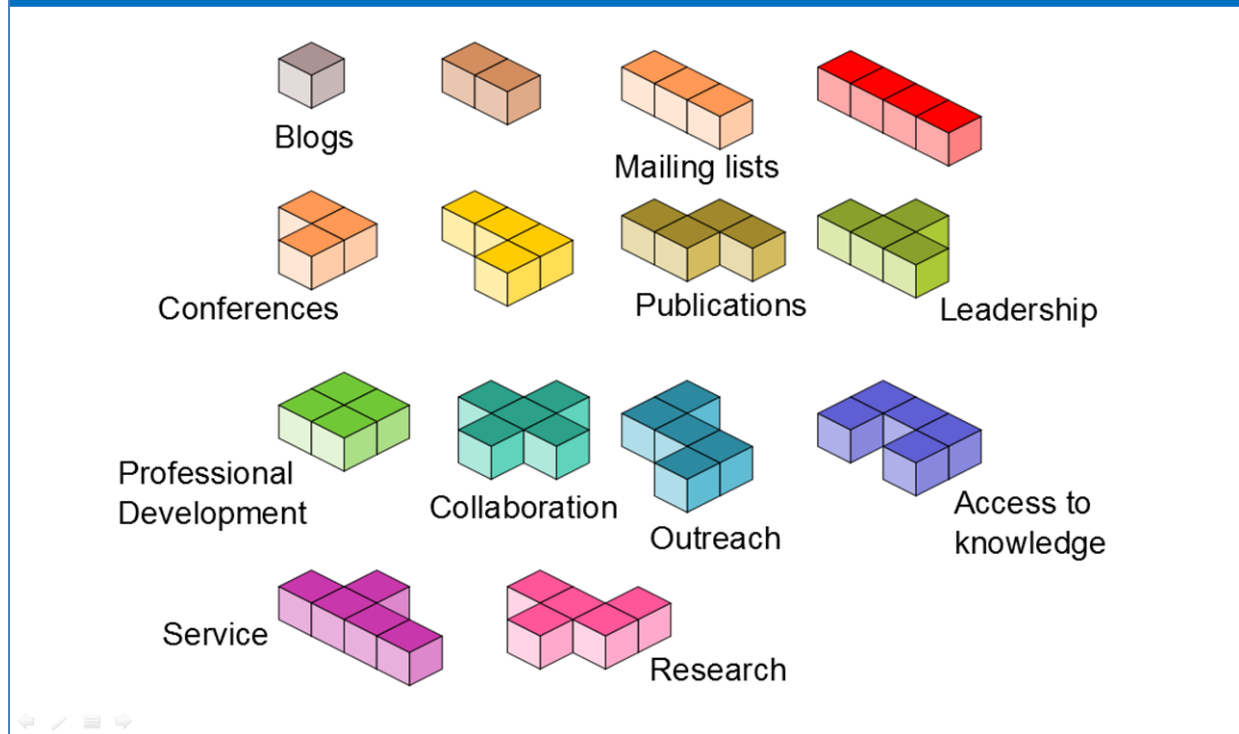 Blogs
Mailing lists
Conferences
Publications
Leadership
Professional
Development
Collaboration
Outreach
Access to
knowledge
Service
Research